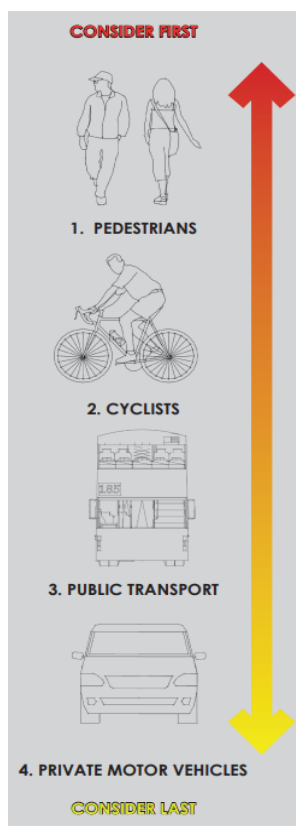 CONSIDER FIRST
1. PEDESTRIANS
2. CYCLISTS
185
3. PUBLIC TRANSPORT
4. PRIVATE MOTOR VEHICLES
CONSIDER LAST